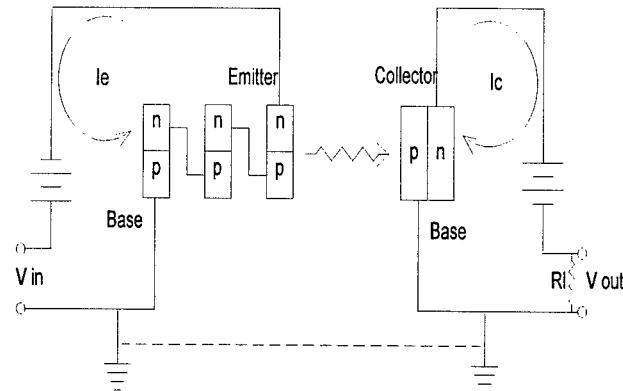 Ie
Emitter
Collector
Ic
n
n
n
p
p
p
p
n
Base
Base
V in
Rl
V out